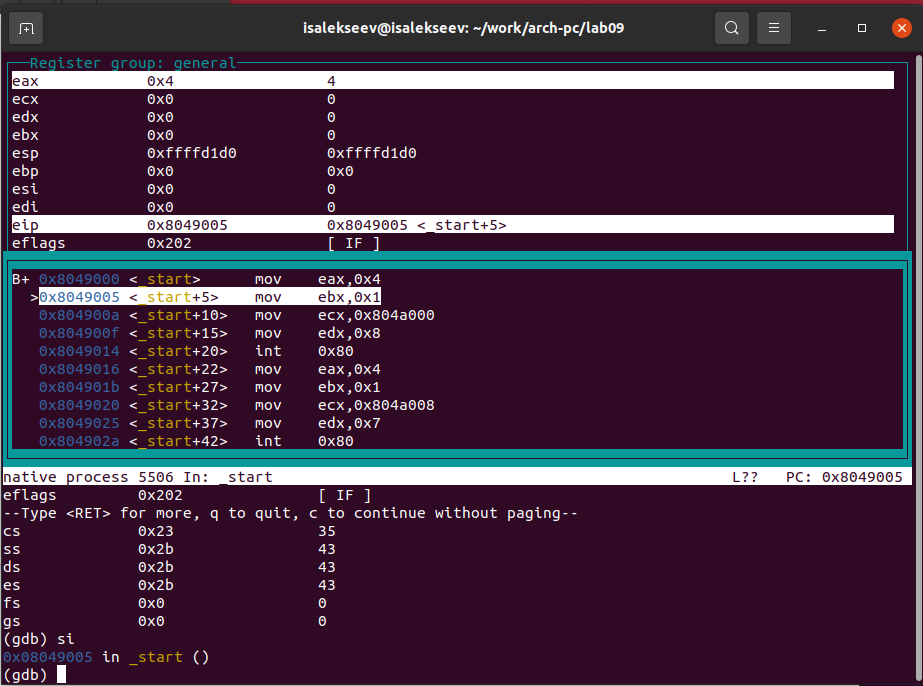 isalekseev@isalekseev: ~/work/arch-pc/lab09
Register group: general
eax 0x4 4
ecx 0x0 0
edx 0x0 0
ebx 0x0 0
esp 0xffffd1d0 0xffffd1d0
ebp 0x0 0x0
esi 0x0 0
edi 0x0 0
eip 0x8049005 0x8049005 <_start+5>
eflags 0x202 [ IF ]
B+ 0x8049000 <_start> mov eax,0x4
>0x8049005 <_start+5> mov ebx,0x1
0x804900a <_start+10> mov ecx,0x804a000
0x804900f <_start+15> mov edx,0x8
0x8049014 <_start+20> int 0x80
0x8049016 <_start+22> mov eax,0x4
0x804901b <_start+27> mov ebx,0x1
0x8049020 <_start+32> mov ecx,0x804a008
0x8049025 <_start+37> mov edx,0x7
0x804902a <_start+42> int 0x80
native process 5506 In: _start L?? PC: 0x8049005
eflags 0x202 [ IF ]
--Type <RET> for more, q to quit, c to continue without paging--
cs 0x23 35
ss 0x2b 43
ds 0x2b 43
es 0x2b 43
fs 0x0 0
gs 0x0 0
(gdb) si
0x08049005 in _start ()
(gdb)